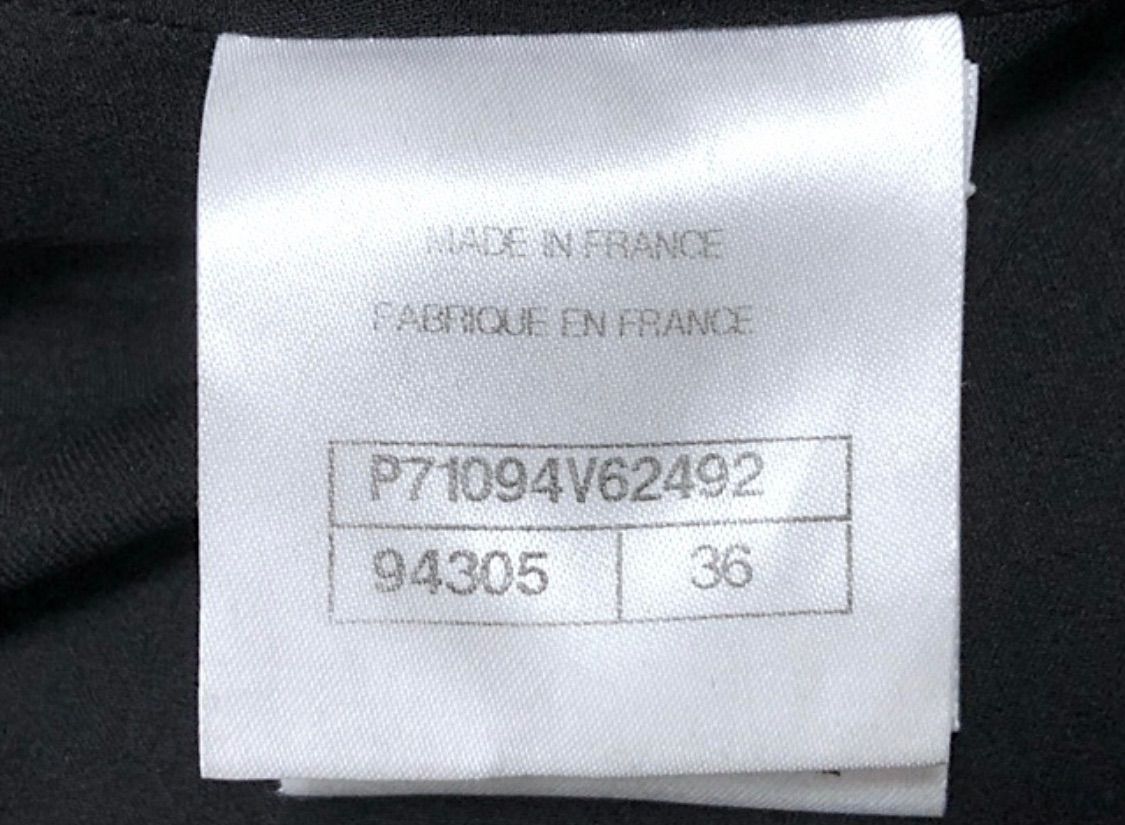 MADE IN FRANCE
FABRIQUE EN FRANCE
P71094V62492
94305 36